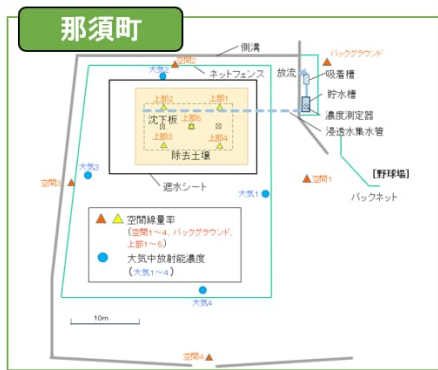 那須町
側溝
空間2
バックグラウンド
ネットフェンス
放流
大気2
吸着槽
貯水槽
上部2
上部1
濃度測定器
沈下板
上部5
浸透水集水管
上部3
上部4
除去土壌
[野球場]
大気3
空間3
空間1
遮水シート
大気1
バックネット
空間線量率
(空間1~4、バックグラウンド、
上部1~5)
大気中放射能濃度
(大気1~4)
大気4
10m
空間4